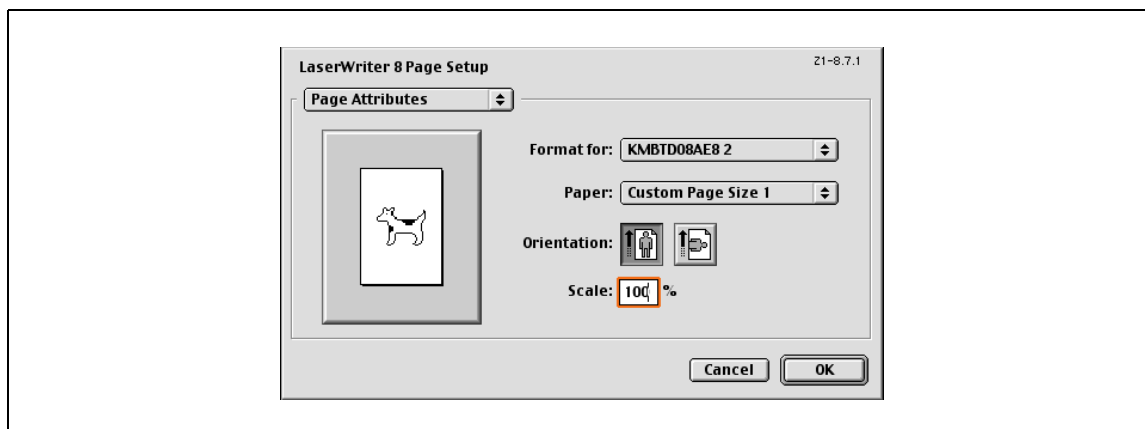 LaserWriter 8 Page Setup Z1-8.7.1
Page Attributes
Format for: KMBTD08AE8 2
Paper: Custom Page Size 1
Orientation:
Scale: 100 %
Cancel OK